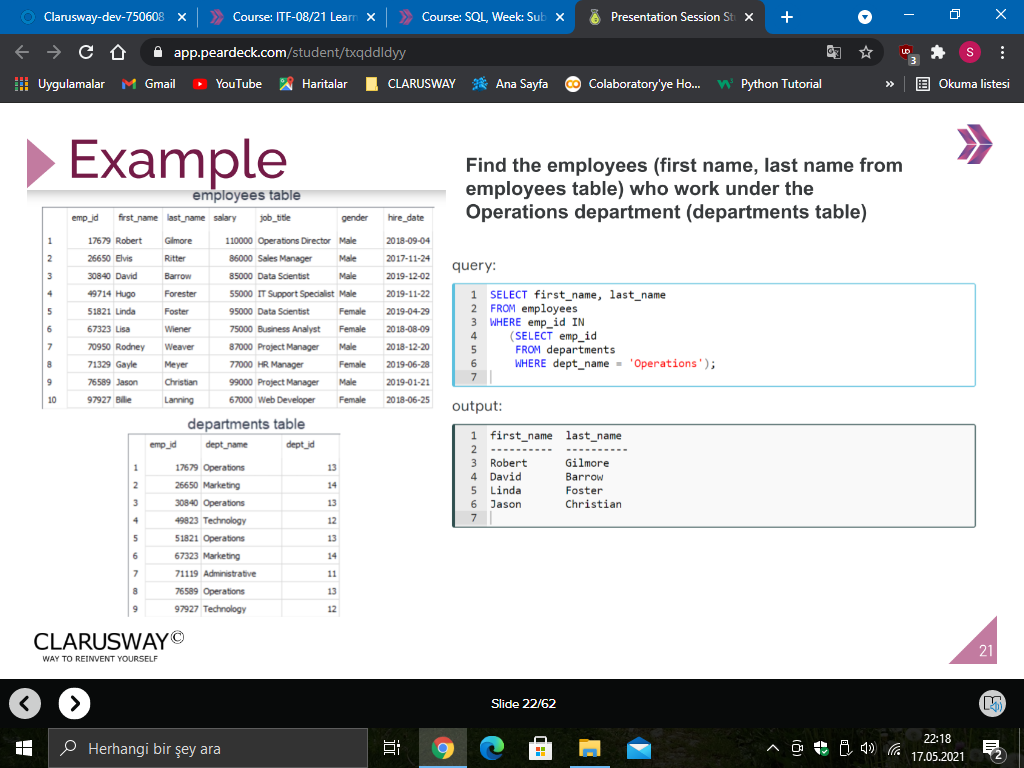 Clarusway-dev-750608
Course: ITF-08/21 Learn
Course: SQL, Week: Sub
Presentation Session St
app.peardeck.com/student/txqddldyy
3
S
Uygulamalar
Gmail
YouTube
Haritalar
CLARUSWAY
Ana Sayfa
Colaboratory'ye Ho...
Python Tutorial
»
Okuma listesi
Example
employees table
emp_id first_name last_name salary job_title gender hire_date
1 17679 Robert Gilmore 110000 Operations Director Male 2018-09-04
2 26650 Elvis Ritter 86000 Sales Manager Male 2017-11-24
3 30840 David Barrow 85000 Data Scientist Male 2019-12-02
4 49714 Hugo Forester 55000 IT Support Specialist Male 2019-11-22
5 51821 Linda Foster 95000 Data Scientist Female 2019-04-29
6 67323 Lisa Wiener 75000 Business Analyst Female 2018-08-09
7 70950 Rodney Weaver 87000 Project Manager Male 2018-12-20
8 71329 Gayle Meyer 77000 HR Manager Female 2019-06-28
9 76589 Jason Christian 99000 Project Manager Male 2019-01-21
10 97927 Billie Lanning 67000 Web Developer Female 2018-06-25
departments table
emp_id dept_name dept_id
1 17679 Operations 13
2 26650 Marketing 14
3 30840 Operations 13
4 49823 Technology 12
5 51821 Operations 13
6 67323 Marketing 14
7 71119 Administrative 11
8 76589 Operations 13
9 97927 Technology 12
Find the employees (first name, last name from
employees table) who work under the
Operations department (departments table)
query:
1 SELECT first_name, last_name
2 FROM employees
3 WHERE emp_id IN
4 (SELECT emp_id
5 FROM departments
6 WHERE dept_name = 'Operations');
7
output:
1 first_name last_name
2 ---------- ----------
3 Robert Gilmore
4 David Barrow
5 Linda Foster
6 Jason Christian
7
CLARUSWAY©
WAY TO REINVENT YOURSELF
21
Slide 22/62
Herhangi bir şey ara
22:18
17.05.2021
2